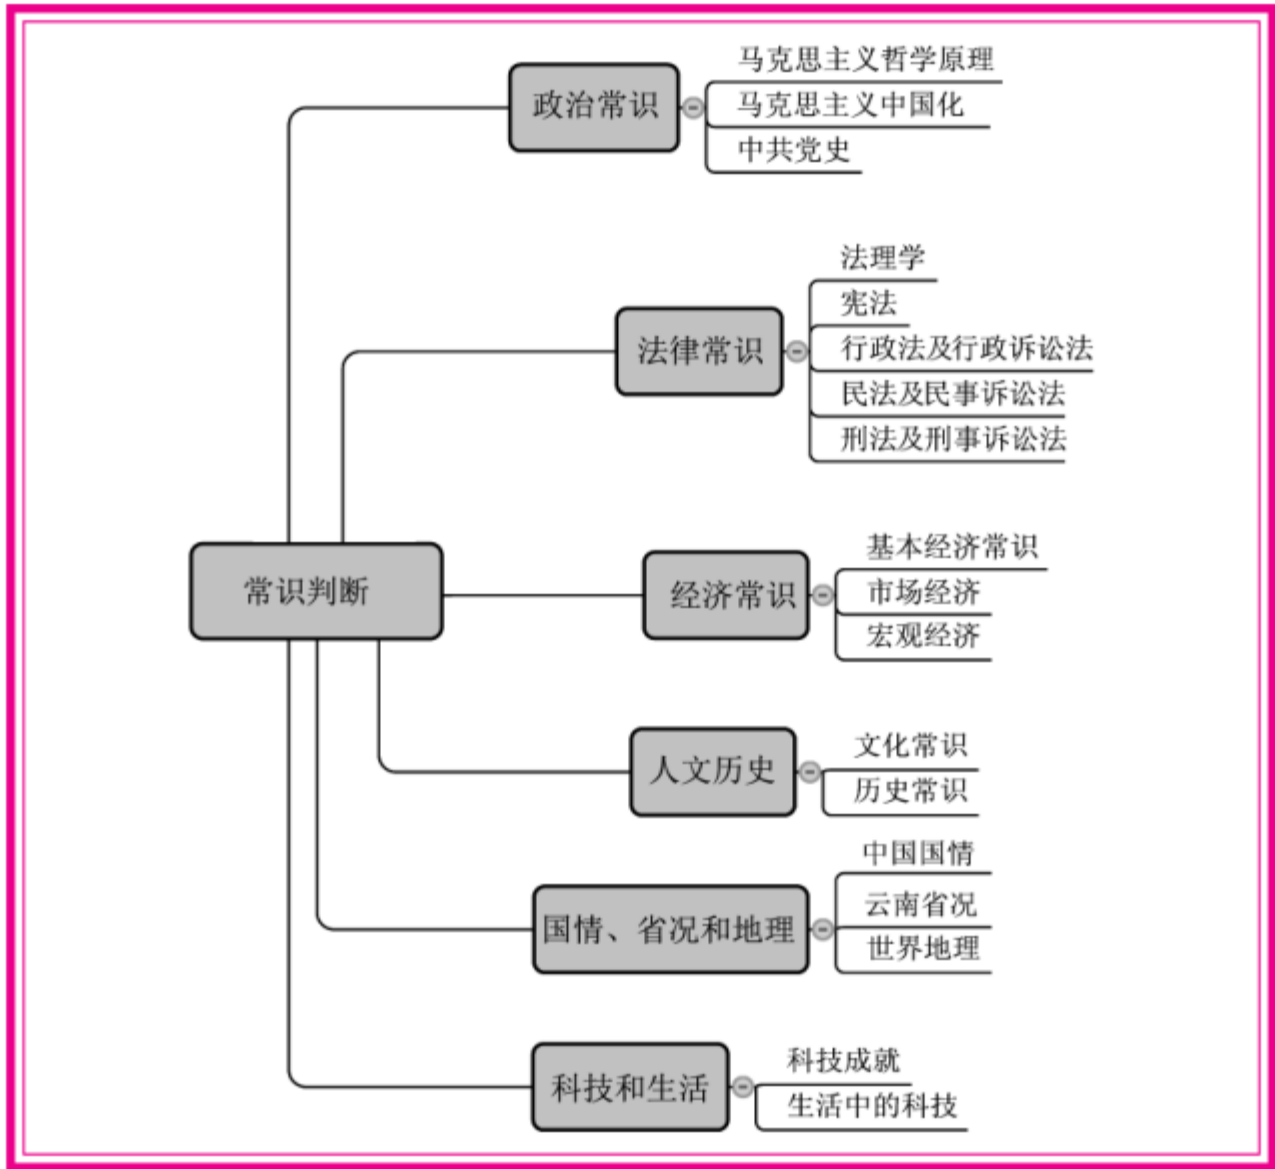 政治常识
马克思主义哲学原理
马克思主义中国化
中共党史
法律常识
法理学
宪法
行政法及行政诉讼法
民法及民事诉讼法
刑法及刑事诉讼法
常识判断
经济常识
基本经济常识
市场经济
宏观经济
人文历史
文化常识
历史常识
国情、省况和地理
中国国情
云南省况
世界地理
科技和生活
科技成就
生活中的科技